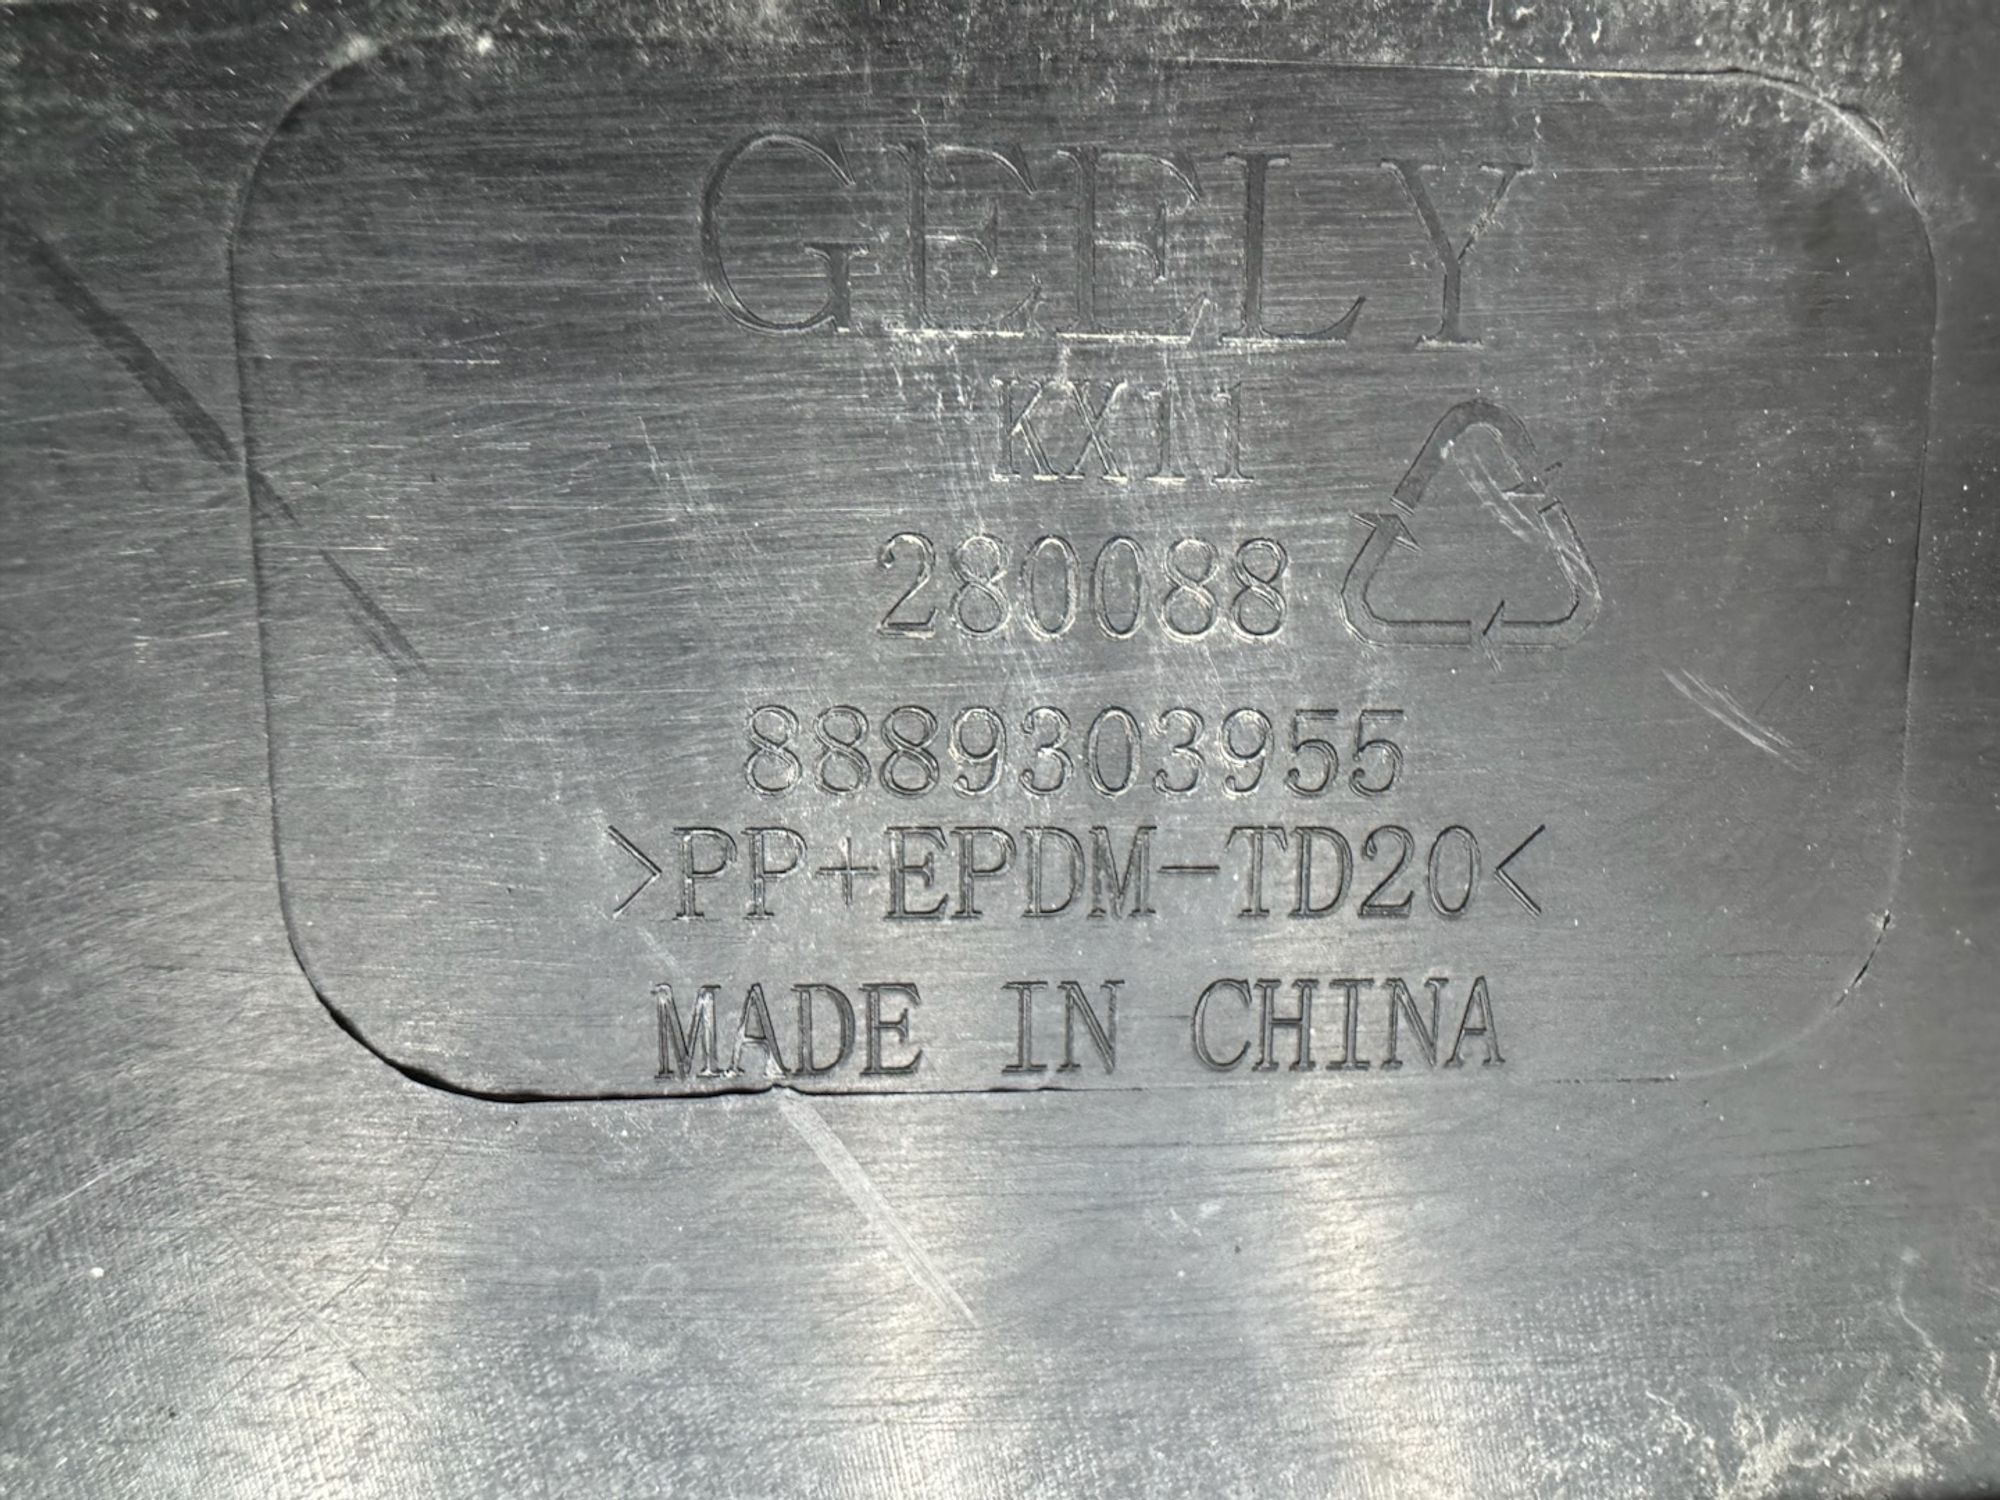 GEELY
KX11
280088
8889303955
>PP+EPDM-TD20<
MADE IN CHINA